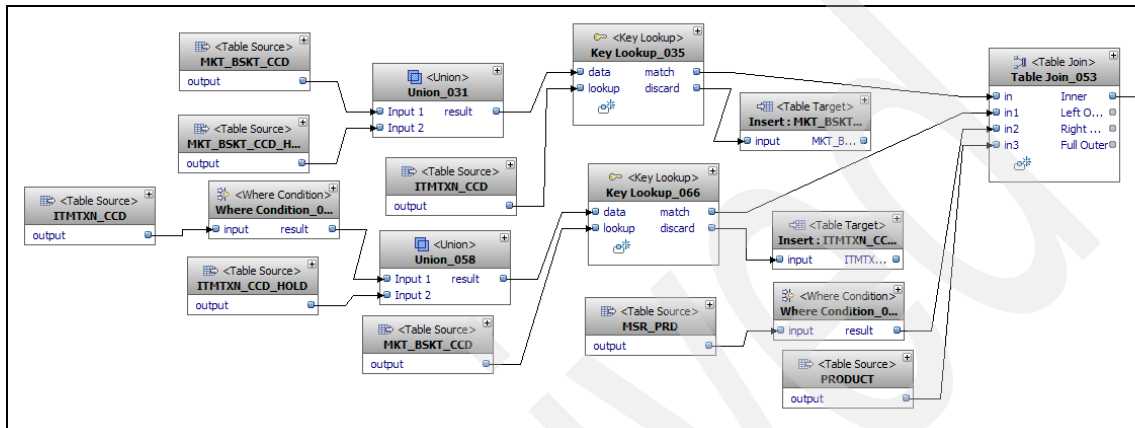 <Table Source>
MKT_BSKT_CCD
output
<Table Source>
MKT_BSKT_CCD_H...
output
<Union>
Union_031
Input 1 result
Input 2
<Key Lookup>
Key Lookup_035
data match
lookup discard
<Table Target>
Insert : MKT_BSKT...
input MKT_B...
<Table Join>
Table Join_053
in Inner
in1 Left O...
in2 Right ...
in3 Full Outer
<Table Source>
ITMTXN_CCD
output
<Table Source>
ITMTXN_CCD
output
<Where Condition>
Where Condition_0...
input result
<Table Source>
ITMTXN_CCD_HOLD
output
<Union>
Union_058
Input 1 result
Input 2
<Table Source>
MKT_BSKT_CCD
output
<Key Lookup>
Key Lookup_066
data match
lookup discard
<Table Target>
Insert : ITMTXN_CC...
input ITMTX...
<Table Source>
MSR_PRD
output
<Where Condition>
Where Condition_0...
input result
<Table Source>
PRODUCT
output